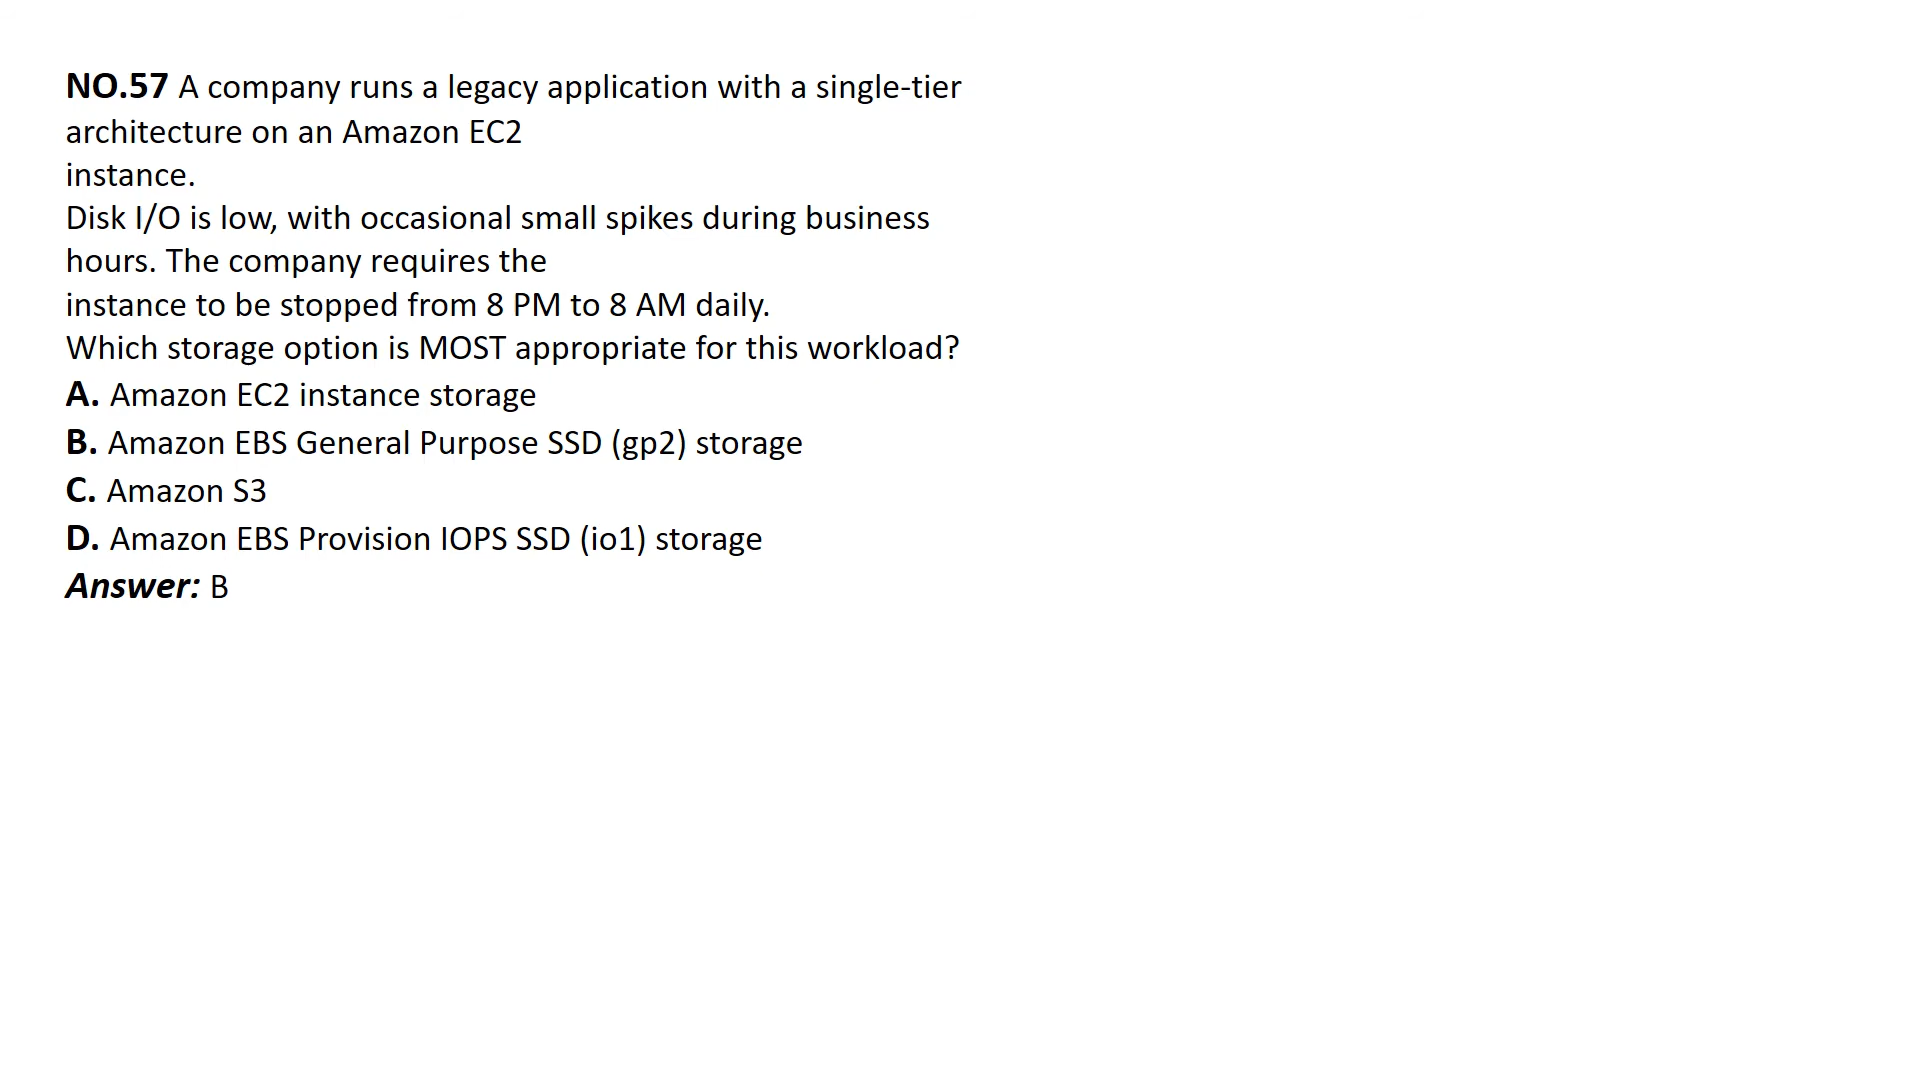 NO.57 A company runs a legacy application with a single-tier
architecture on an Amazon EC2
instance.
Disk I/O is low, with occasional small spikes during business
hours. The company requires the
instance to be stopped from 8 PM to 8 AM daily.
Which storage option is MOST appropriate for this workload?
A. Amazon EC2 instance storage
B. Amazon EBS General Purpose SSD (gp2) storage
C. Amazon S3
D. Amazon EBS Provision IOPS SSD (io1) storage
Answer: B